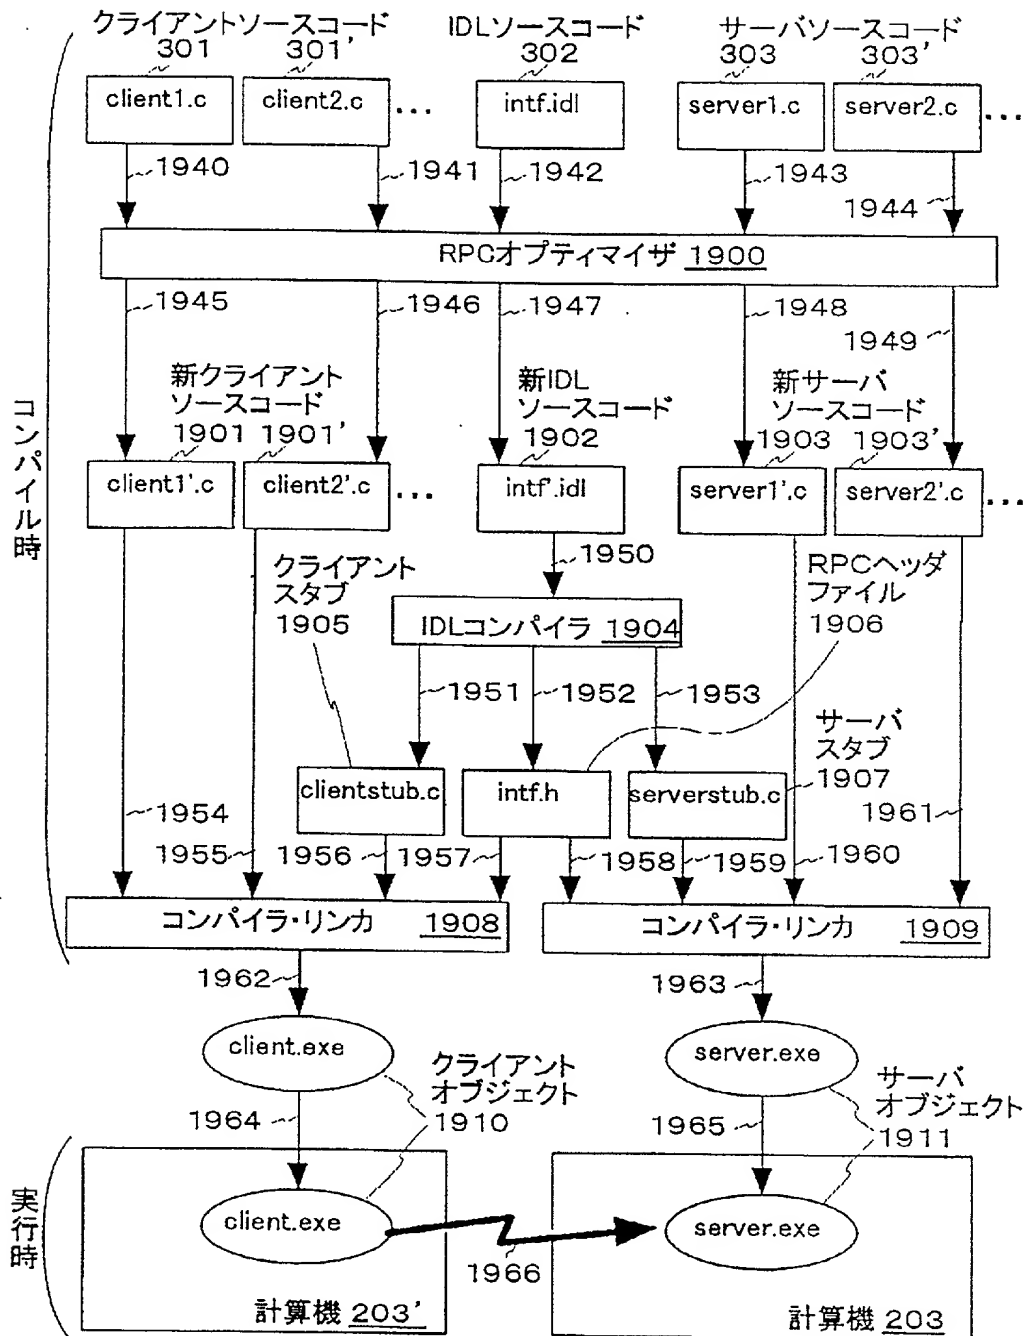 クライアントソースコード
301
301'
IDLソースコード
302
サーバソースコード
303
303'
client1.c
client2.c
...
intf.idl
server1.c
server2.c
...
1940
1941
1942
1943
1944
RPCオプティマイザ 1900
1945
1946
1947
1948
1949
コンパイル時
新クライアント
ソースコード
1901
1901'
新IDL
ソースコード
1902
新サーバ
ソースコード
1903
1903'
client1'.c
client2'.c
...
intf'.idl
server1'.c
server2'.c
...
1950
クライアント
スタブ
1905
RPCヘッダ
ファイル
1906
IDLコンパイラ 1904
1951
1952
1953
サーバ
スタブ
1907
clientstub.c
intf.h
serverstub.c
1954
1955
1956
1957
1958
1959
1960
1961
コンパイラ・リンカ 1908
コンパイラ・リンカ 1909
1962
1963
client.exe
server.exe
クライアント
オブジェクト
1910
サーバ
オブジェクト
1911
1964
1965
実行時
client.exe
server.exe
1966
計算機 203'
計算機 203